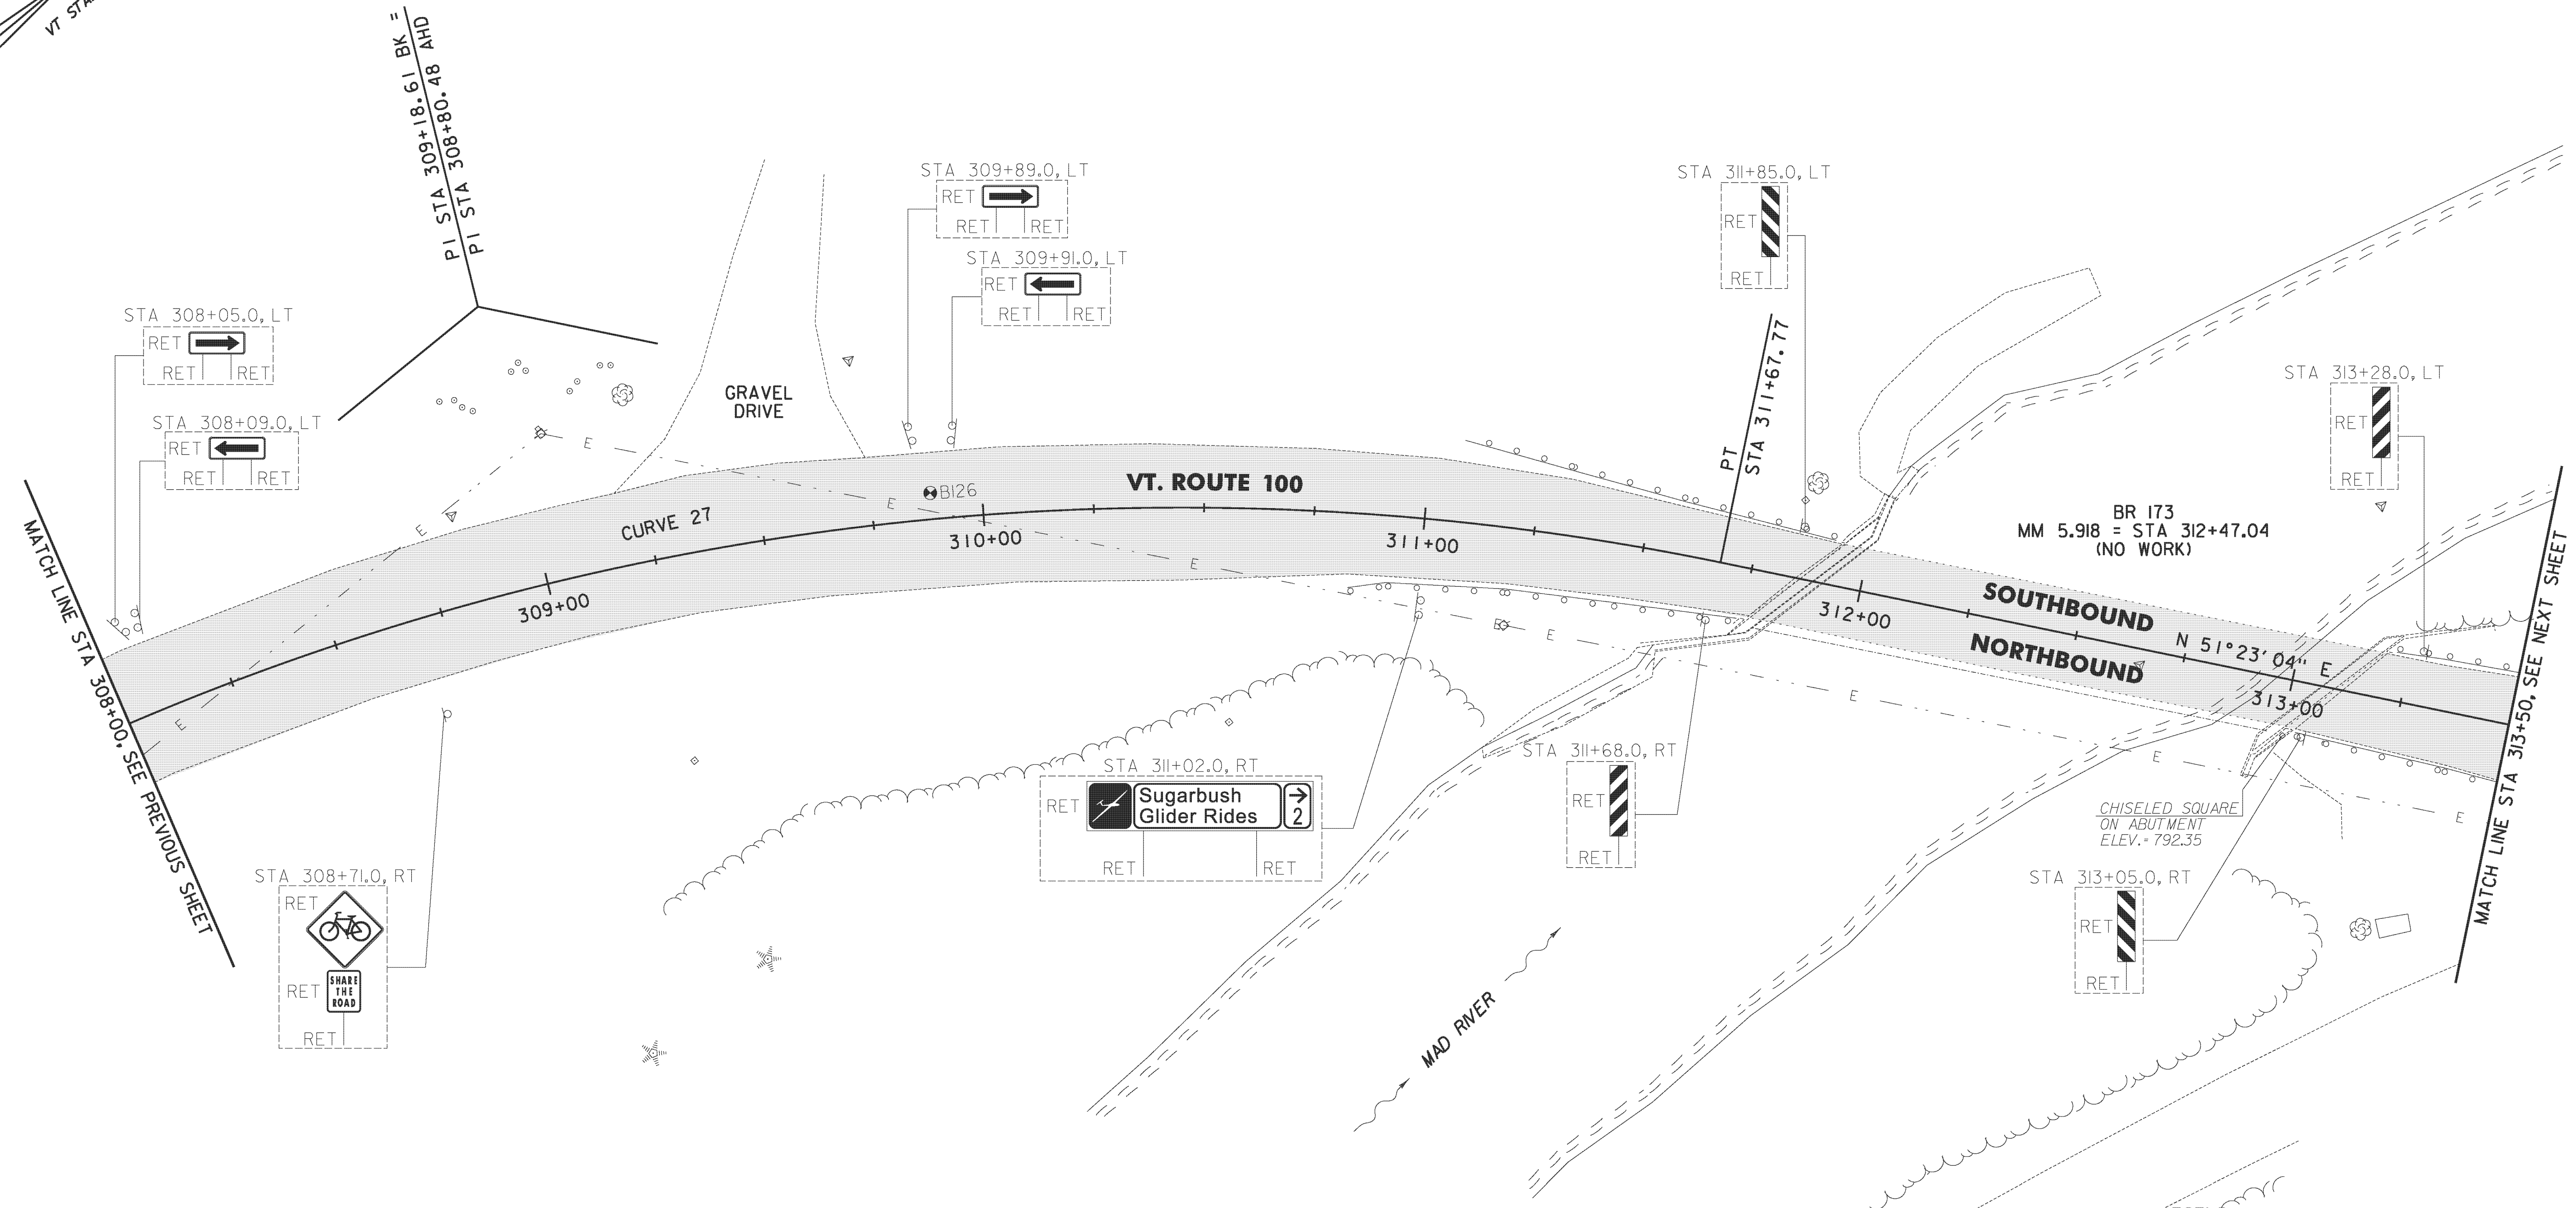 VT STA.
PI STA 309+18.61 BK "
PI STA 308+80.48 AHD
STA 309+89.0, LT
RET
RET RET
STA 309+91.0, LT
RET
RET RET
STA 311+85.0, LT
RET
RET
STA 308+05.0, LT
RET
RET RET
STA 308+09.0, LT
RET
RET RET
GRAVEL
DRIVE
PT
STA 311+67.77
STA 313+28.0, LT
RET
RET
E
E
E
E
E
E
E
E
E
E
E
B126
VT. ROUTE 100
CURVE 27
309+00
310+00
311+00
312+00
313+00
BR 173
MM 5.918 = STA 312+47.04
(NO WORK)
SOUTHBOUND
NORTHBOUND
N 51°23'04" E
MATCH LINE STA 308+00, SEE PREVIOUS SHEET
MATCH LINE STA 313+50, SEE NEXT SHEET
STA 311+02.0, RT
RET
Sugarbush
Glider Rides
2
RET RET
STA 311+68.0, RT
RET
RET
CHISELED SQUARE
ON ABUTMENT
ELEV.= 792.35
STA 308+71.0, RT
RET
RET
SHARE
THE
ROAD
RET
STA 313+05.0, RT
RET
RET
MAD RIVER